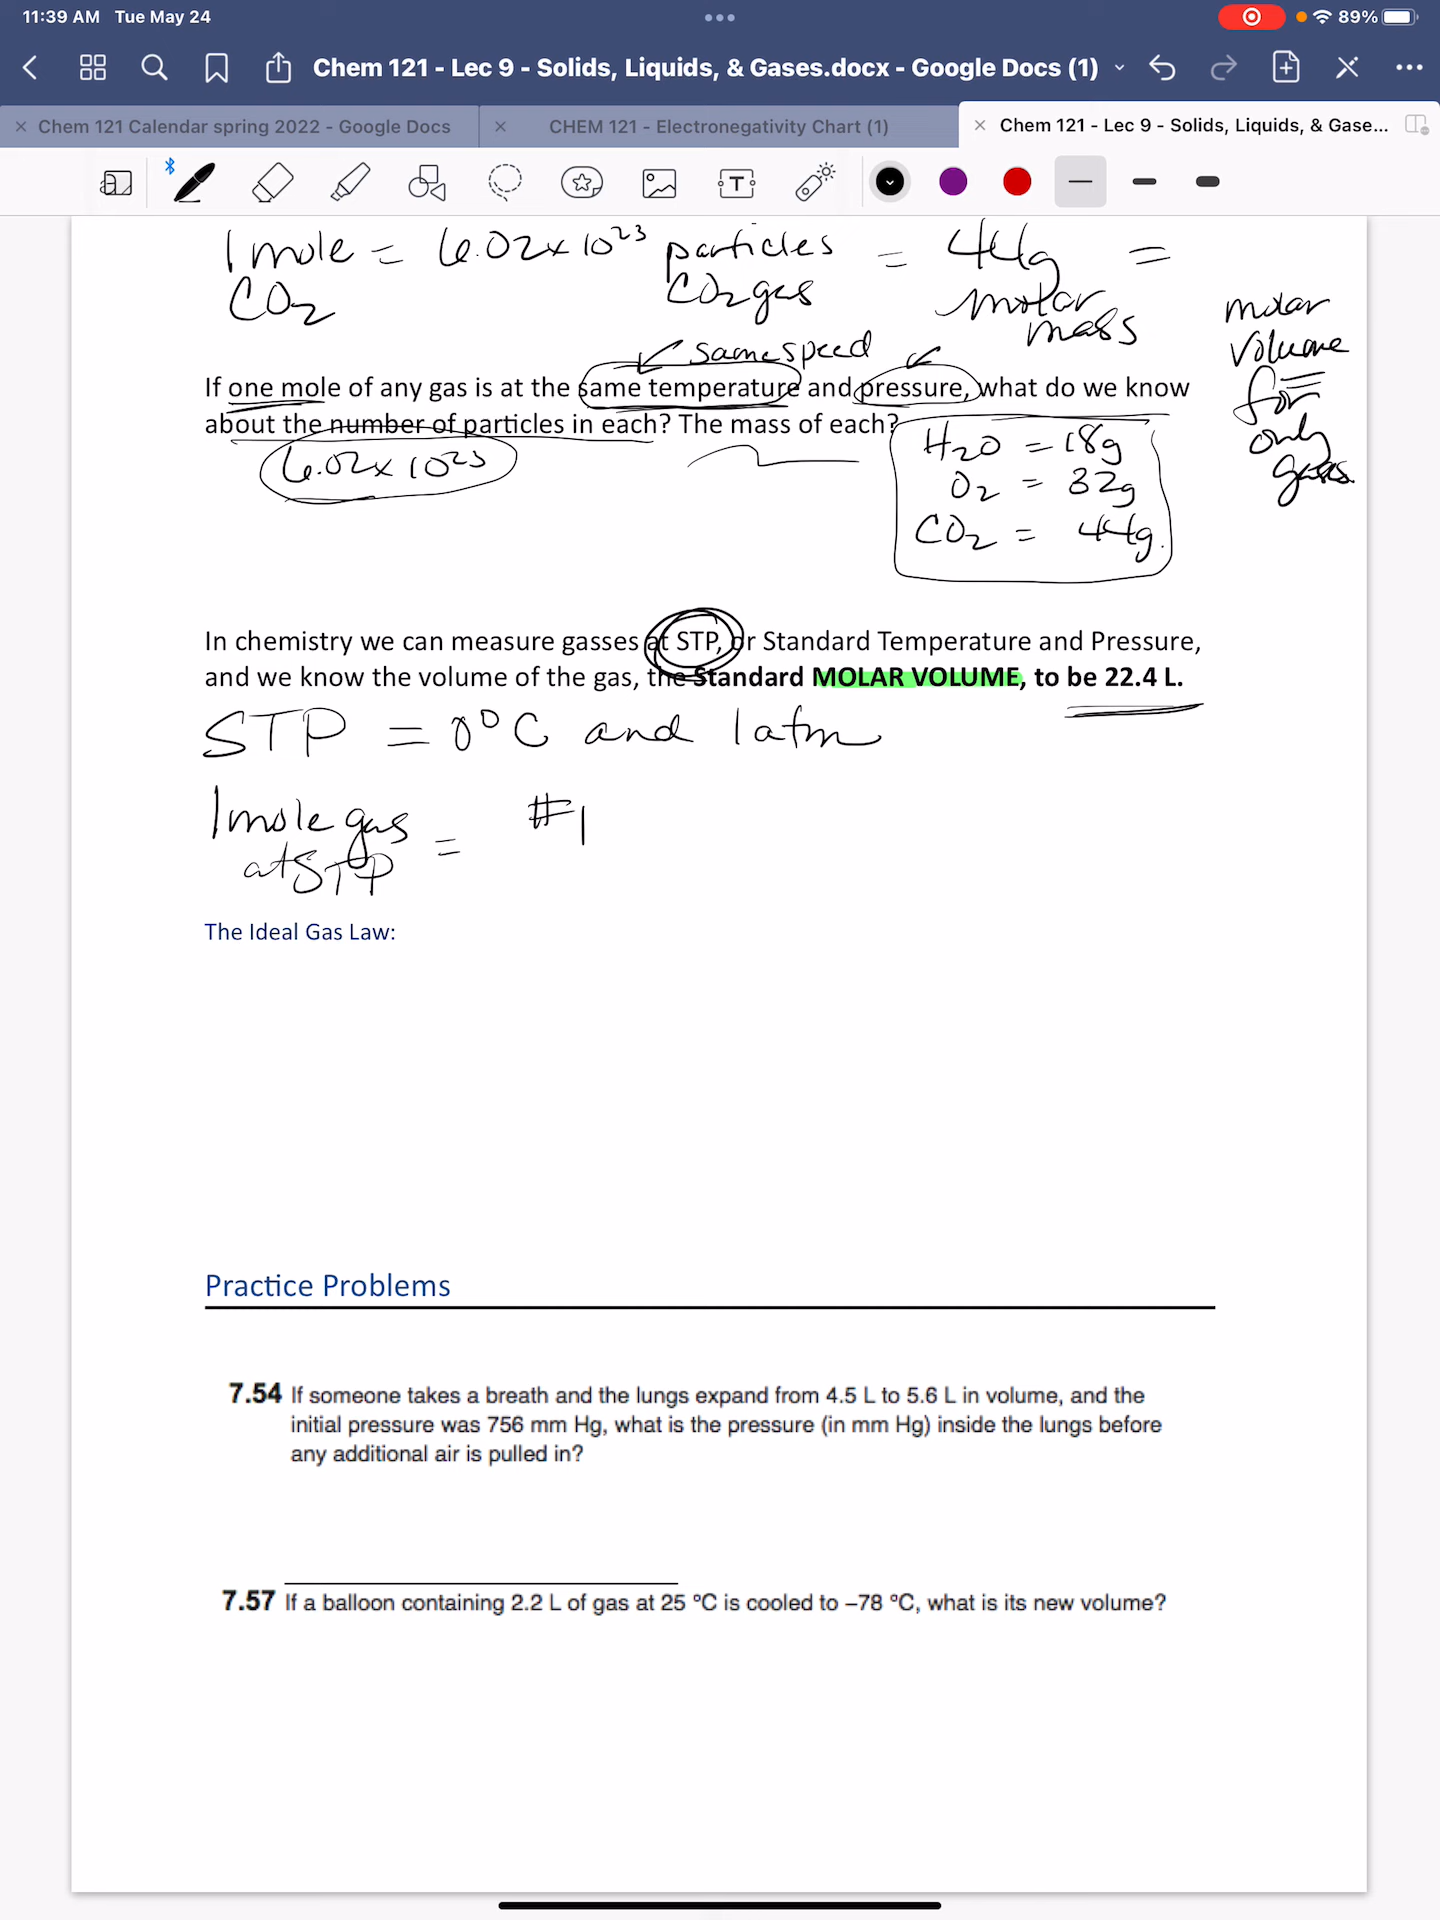 11:39 AM Tue May 24
89%
Chem 121 - Lec 9 - Solids, Liquids, & Gases.docx - Google Docs (1)
Chem 121 Calendar spring 2022 - Google Docs
CHEM 121 - Electronegativity Chart (1)
Chem 121 - Lec 9 - Solids, Liquids, & Gase...
1 mole = 6.02x10²³ particles = 44g =
CO₂ CO₂ gas molar mass
molar
volume
for
only
gases.
same speed
If one mole of any gas is at the same temperature and pressure, what do we know
about the number of particles in each? The mass of each?
6.02x10²³
H₂O = 18g
O₂ = 32g
CO₂ = 44g.
In chemistry we can measure gasses at STP, or Standard Temperature and Pressure,
and we know the volume of the gas, the Standard MOLAR VOLUME, to be 22.4 L.
STP = 0°C and 1atm
1mole gas = #1
at STP
The Ideal Gas Law:
Practice Problems
7.54 If someone takes a breath and the lungs expand from 4.5 L to 5.6 L in volume, and the
initial pressure was 756 mm Hg, what is the pressure (in mm Hg) inside the lungs before
any additional air is pulled in?
7.57 If a balloon containing 2.2 L of gas at 25 °C is cooled to –78 °C, what is its new volume?